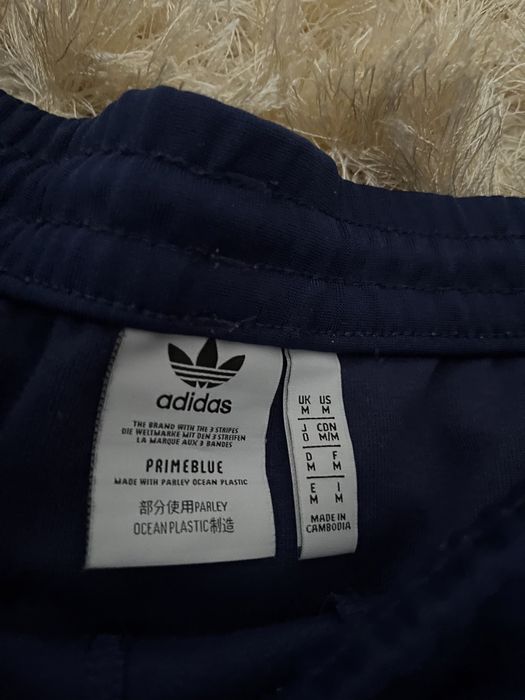 adidas
THE BRAND WITH THE 3 STRIPES
DIE WELTMARKE MIT DEN 3 STREIFEN
LA MARQUE AUX 3 BANDES
PRIMEBLUE
MADE WITH PARLEY OCEAN PLASTIC
部分使用PARLEY
OCEAN PLASTIC制造
UK US
M M
J CDN
O M/M
D F
M M
E I
M M
MADE IN
CAMBODIA